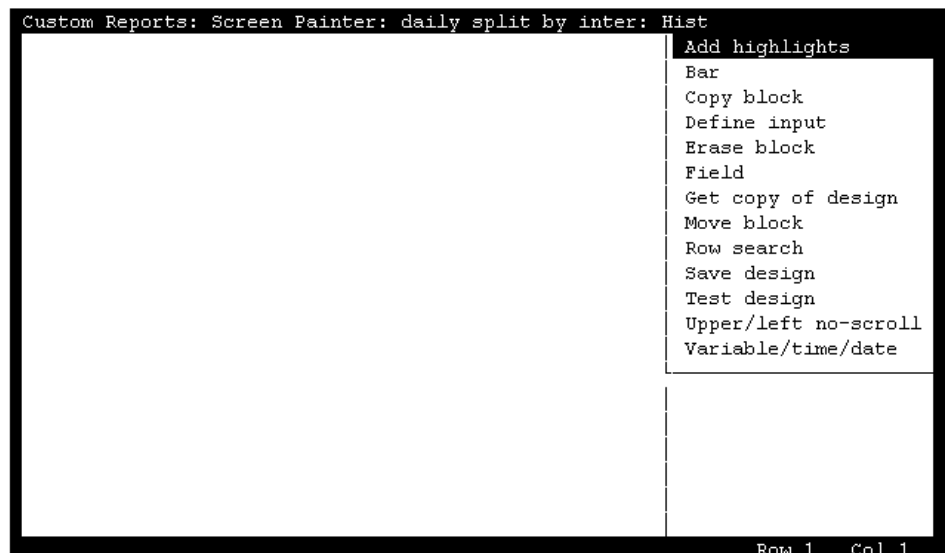 Custom Reports: Screen Painter: daily split by inter: Hist
Add highlights
Bar
Copy block
Define input
Erase block
Field
Get copy of design
Move block
Row search
Save design
Test design
Upper/left no-scroll
Variable/time/date
Row 1 Col 1